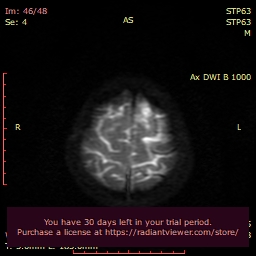 Im: 46/48
Se: 4
AS
STP63
STP63
M
Ax DWI B 1000
R
L
You have 30 days left in your trial period.
Purchase a license at https://radiantviewer.com/store/